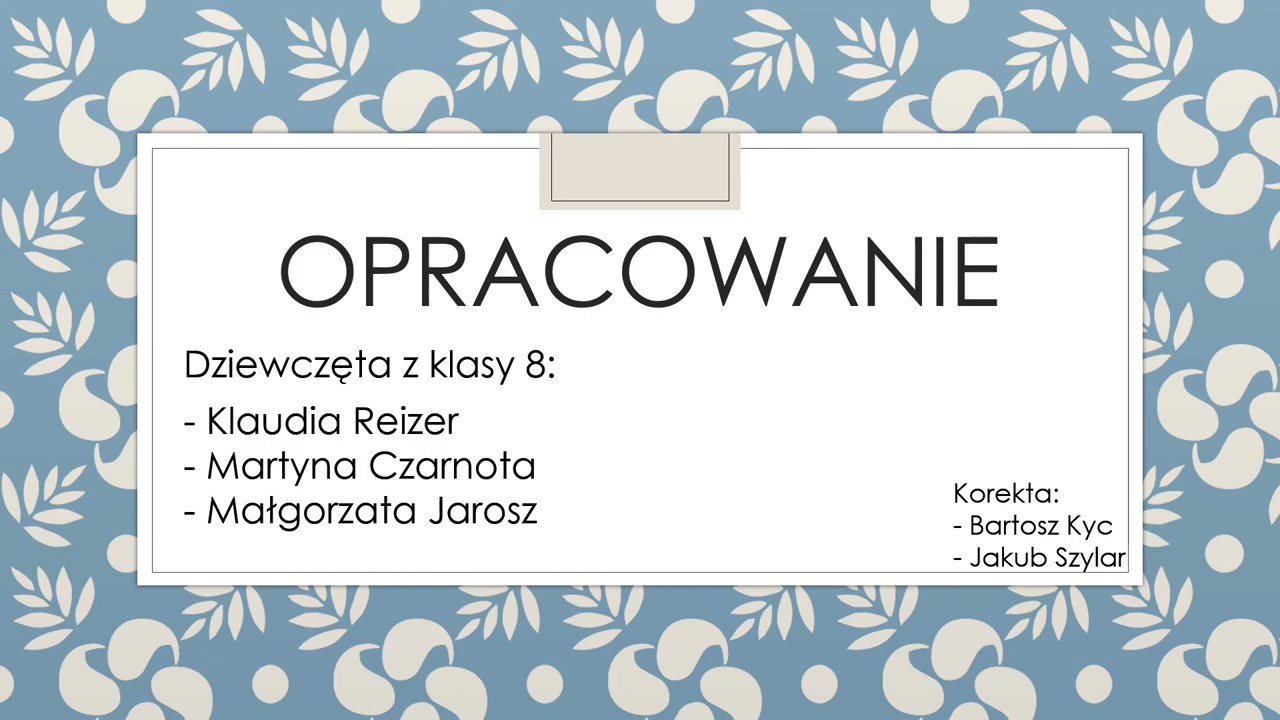 OPRACOWANIE
Dziewczęta z klasy 8:
- Klaudia Reizer
- Martyna Czarnota
- Małgorzata Jarosz
Korekta:
- Bartosz Kyc
- Jakub Szylar